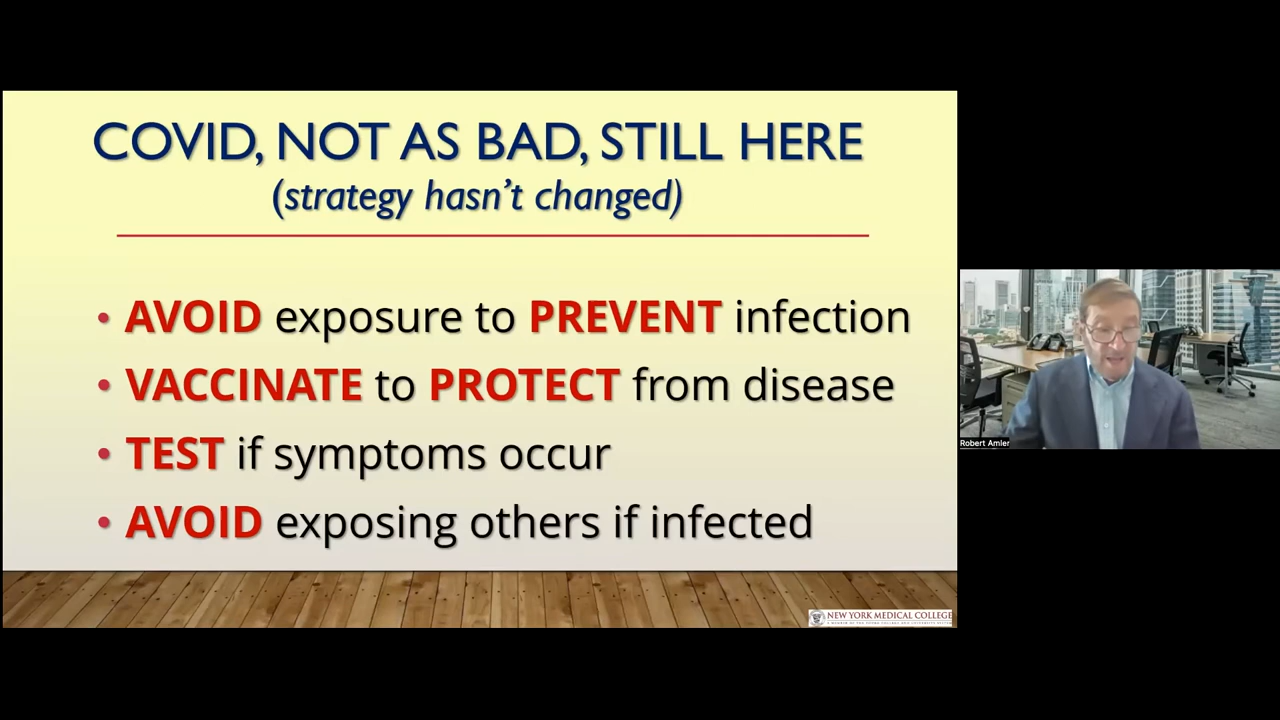 COVID, NOT AS BAD, STILL HERE
(strategy hasn’t changed)
• AVOID exposure to PREVENT infection
• VACCINATE to PROTECT from disease
• TEST if symptoms occur
• AVOID exposing others if infected
NEW YORK MEDICAL COLLEGE
Robert Amler